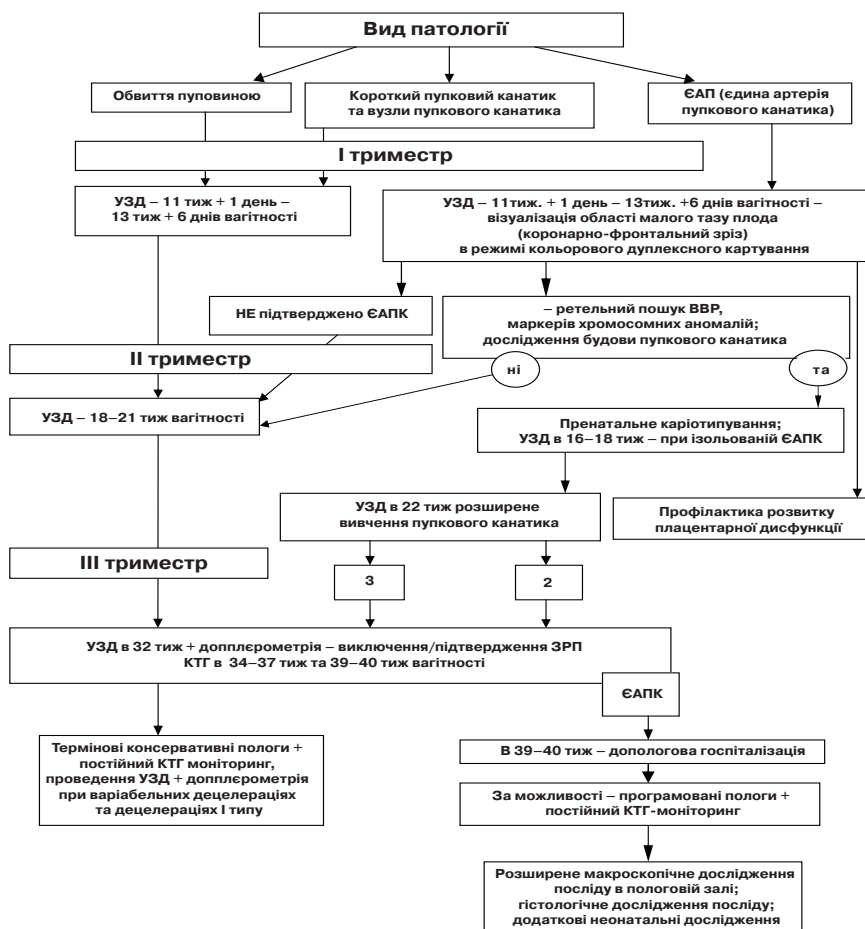 Вид патології
Обвиття пуповиною
Короткий пупковий канатик
та вузли пупкового канатика
ЄАП (єдина артерія
пупкового канатика)
I триместр
УЗД – 11 тиж + 1 день –
13 тиж + 6 днів вагітності
УЗД – 11тиж. + 1 день – 13тиж. +6 днів вагітності –
візуалізація області малого тазу плода
(коронарно-фронтальний зріз)
в режимі кольорового дуплексного картування
НЕ підтверджено ЄАПК
– ретельний пошук ВВР,
маркерів хромосомних аномалій;
дослідження будови пупкового канатика
II триместр
ні
та
УЗД – 18–21 тиж вагітності
Пренатальне каріотипування;
УЗД в 16–18 тиж – при ізольованій ЄАПК
УЗД в 22 тиж розширене
вивчення пупкового канатика
Профілактика розвитку
плацентарної дисфункції
III триместр
3
2
УЗД в 32 тиж + допплєрометрія – виключення/підтвердження ЗРП
КТГ в 34–37 тиж та 39–40 тиж вагітності
ЄАПК
Термінові консервативні пологи +
постійний КТГ моніторинг,
проведення УЗД + допплєрометрія
при варіабельних децелераціях
та децелераціях I типу
В 39–40 тиж – допологова госпіталізація
За можливості – програмовані пологи +
постійний КТГ-моніторинг
Розширене макроскопічне дослідження
посліду в пологовій залі;
гістологічне дослідження посліду;
додаткові неонатальні дослідження